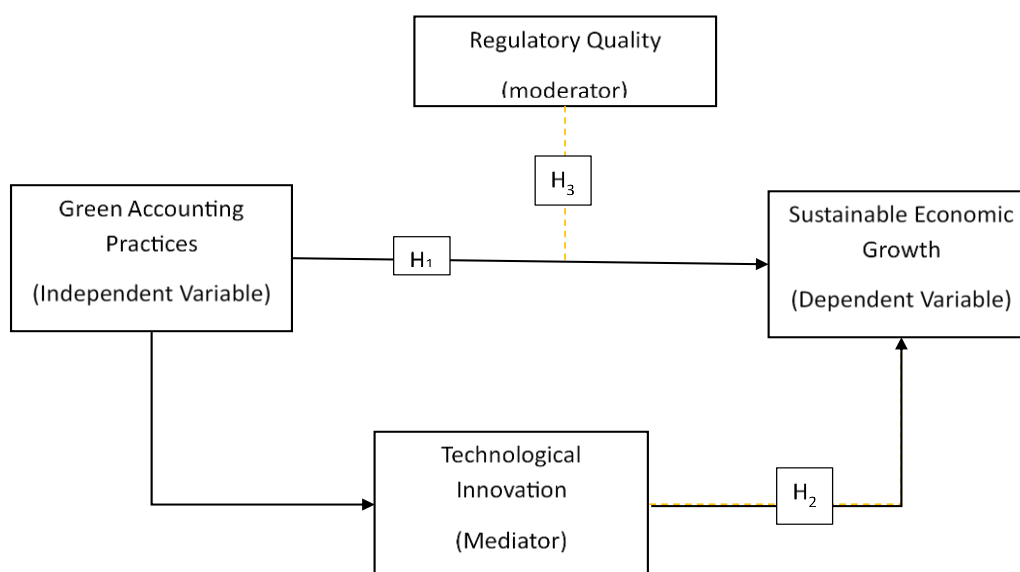 Regulatory Quality
(moderator)
H3
Green Accounting
Practices
(Independent Variable)
H1
Sustainable Economic
Growth
(Dependent Variable)
Technological
Innovation
(Mediator)
H2